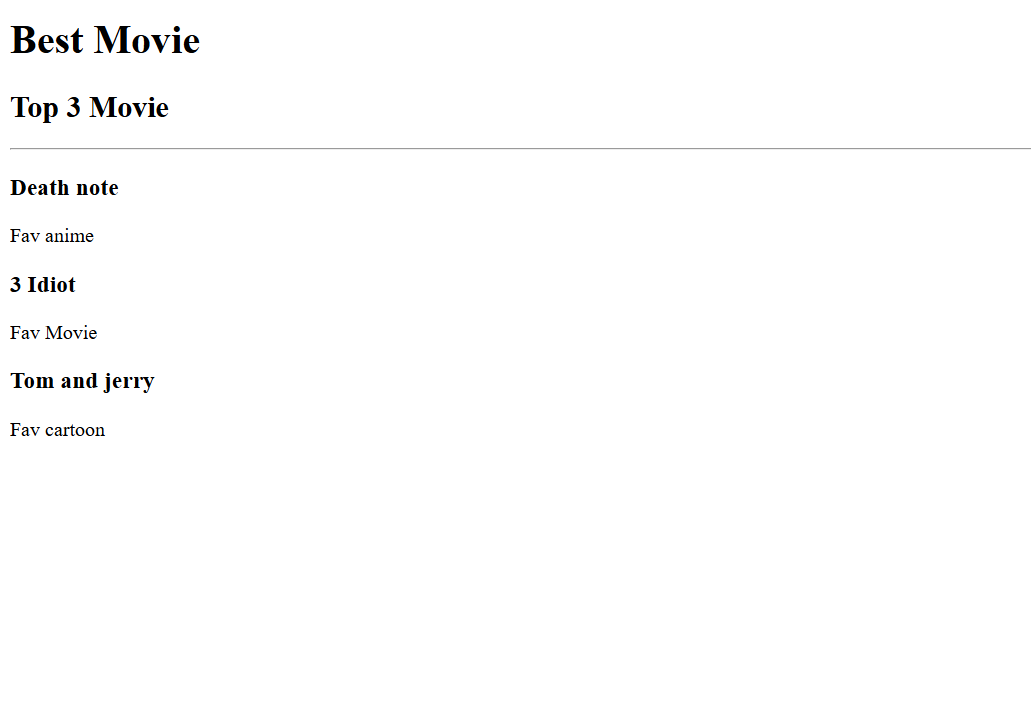 Best Movie
Top 3 Movie
Death note
Fav anime
3 Idiot
Fav Movie
Tom and jerry
Fav cartoon